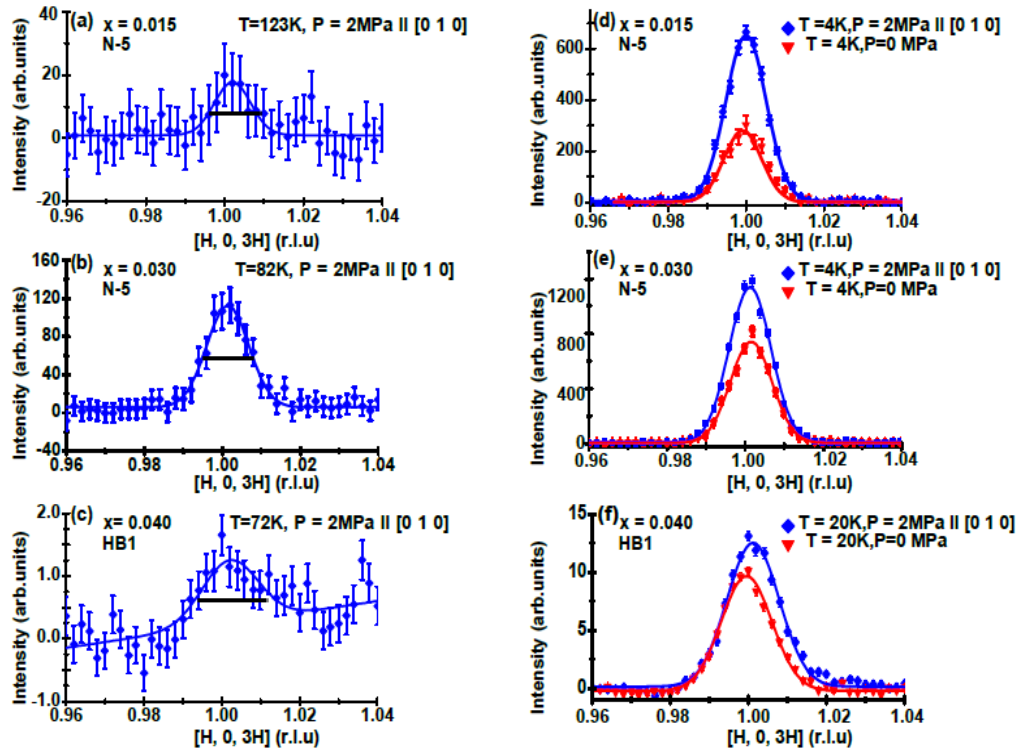 (a) x = 0.015 T=123K, P = 2MPa II [0 1 0]
N-5
Intensity (arb.units)
40
20
0
-20
0.96 0.98 1.00 1.02 1.04
[H, 0, 3H] (r.l.u)
(d) x = 0.015 T =4K,P = 2MPa II [0 1 0]
N-5 T = 4K,P=0 MPa
Intensity (arb.units)
600
400
200
0
0.96 0.98 1.00 1.02 1.04
[H, 0, 3H] (r.l.u)
(b) x = 0.030 T=82K, P = 2MPa II [0 1 0]
N-5
Intensity (arb.units)
160
120
80
40
0
-40
0.96 0.98 1.00 1.02 1.04
[H, 0, 3H] (r.l.u)
(e) x = 0.030 T =4K,P = 2MPa II [0 1 0]
N-5 T = 4K,P=0 MPa
Intensity (arb.units)
1200
800
400
0
0.96 0.98 1.00 1.02 1.04
[H, 0, 3H] (r.l.u)
(c) x= 0.040 T=72K, P = 2MPa II [0 1 0]
HB1
Intensity (arb.units)
2.0
1.0
0.0
-1.0
0.96 0.98 1.00 1.02 1.04
[H, 0, 3H] (r.l.u)
(f) x = 0.040 T = 20K,P = 2MPa II [0 1 0]
HB1 T = 20K,P=0 MPa
Intensity (arb.units)
15
10
5
0
0.96 0.98 1.00 1.02 1.04
[H, 0, 3H] (r.l.u)